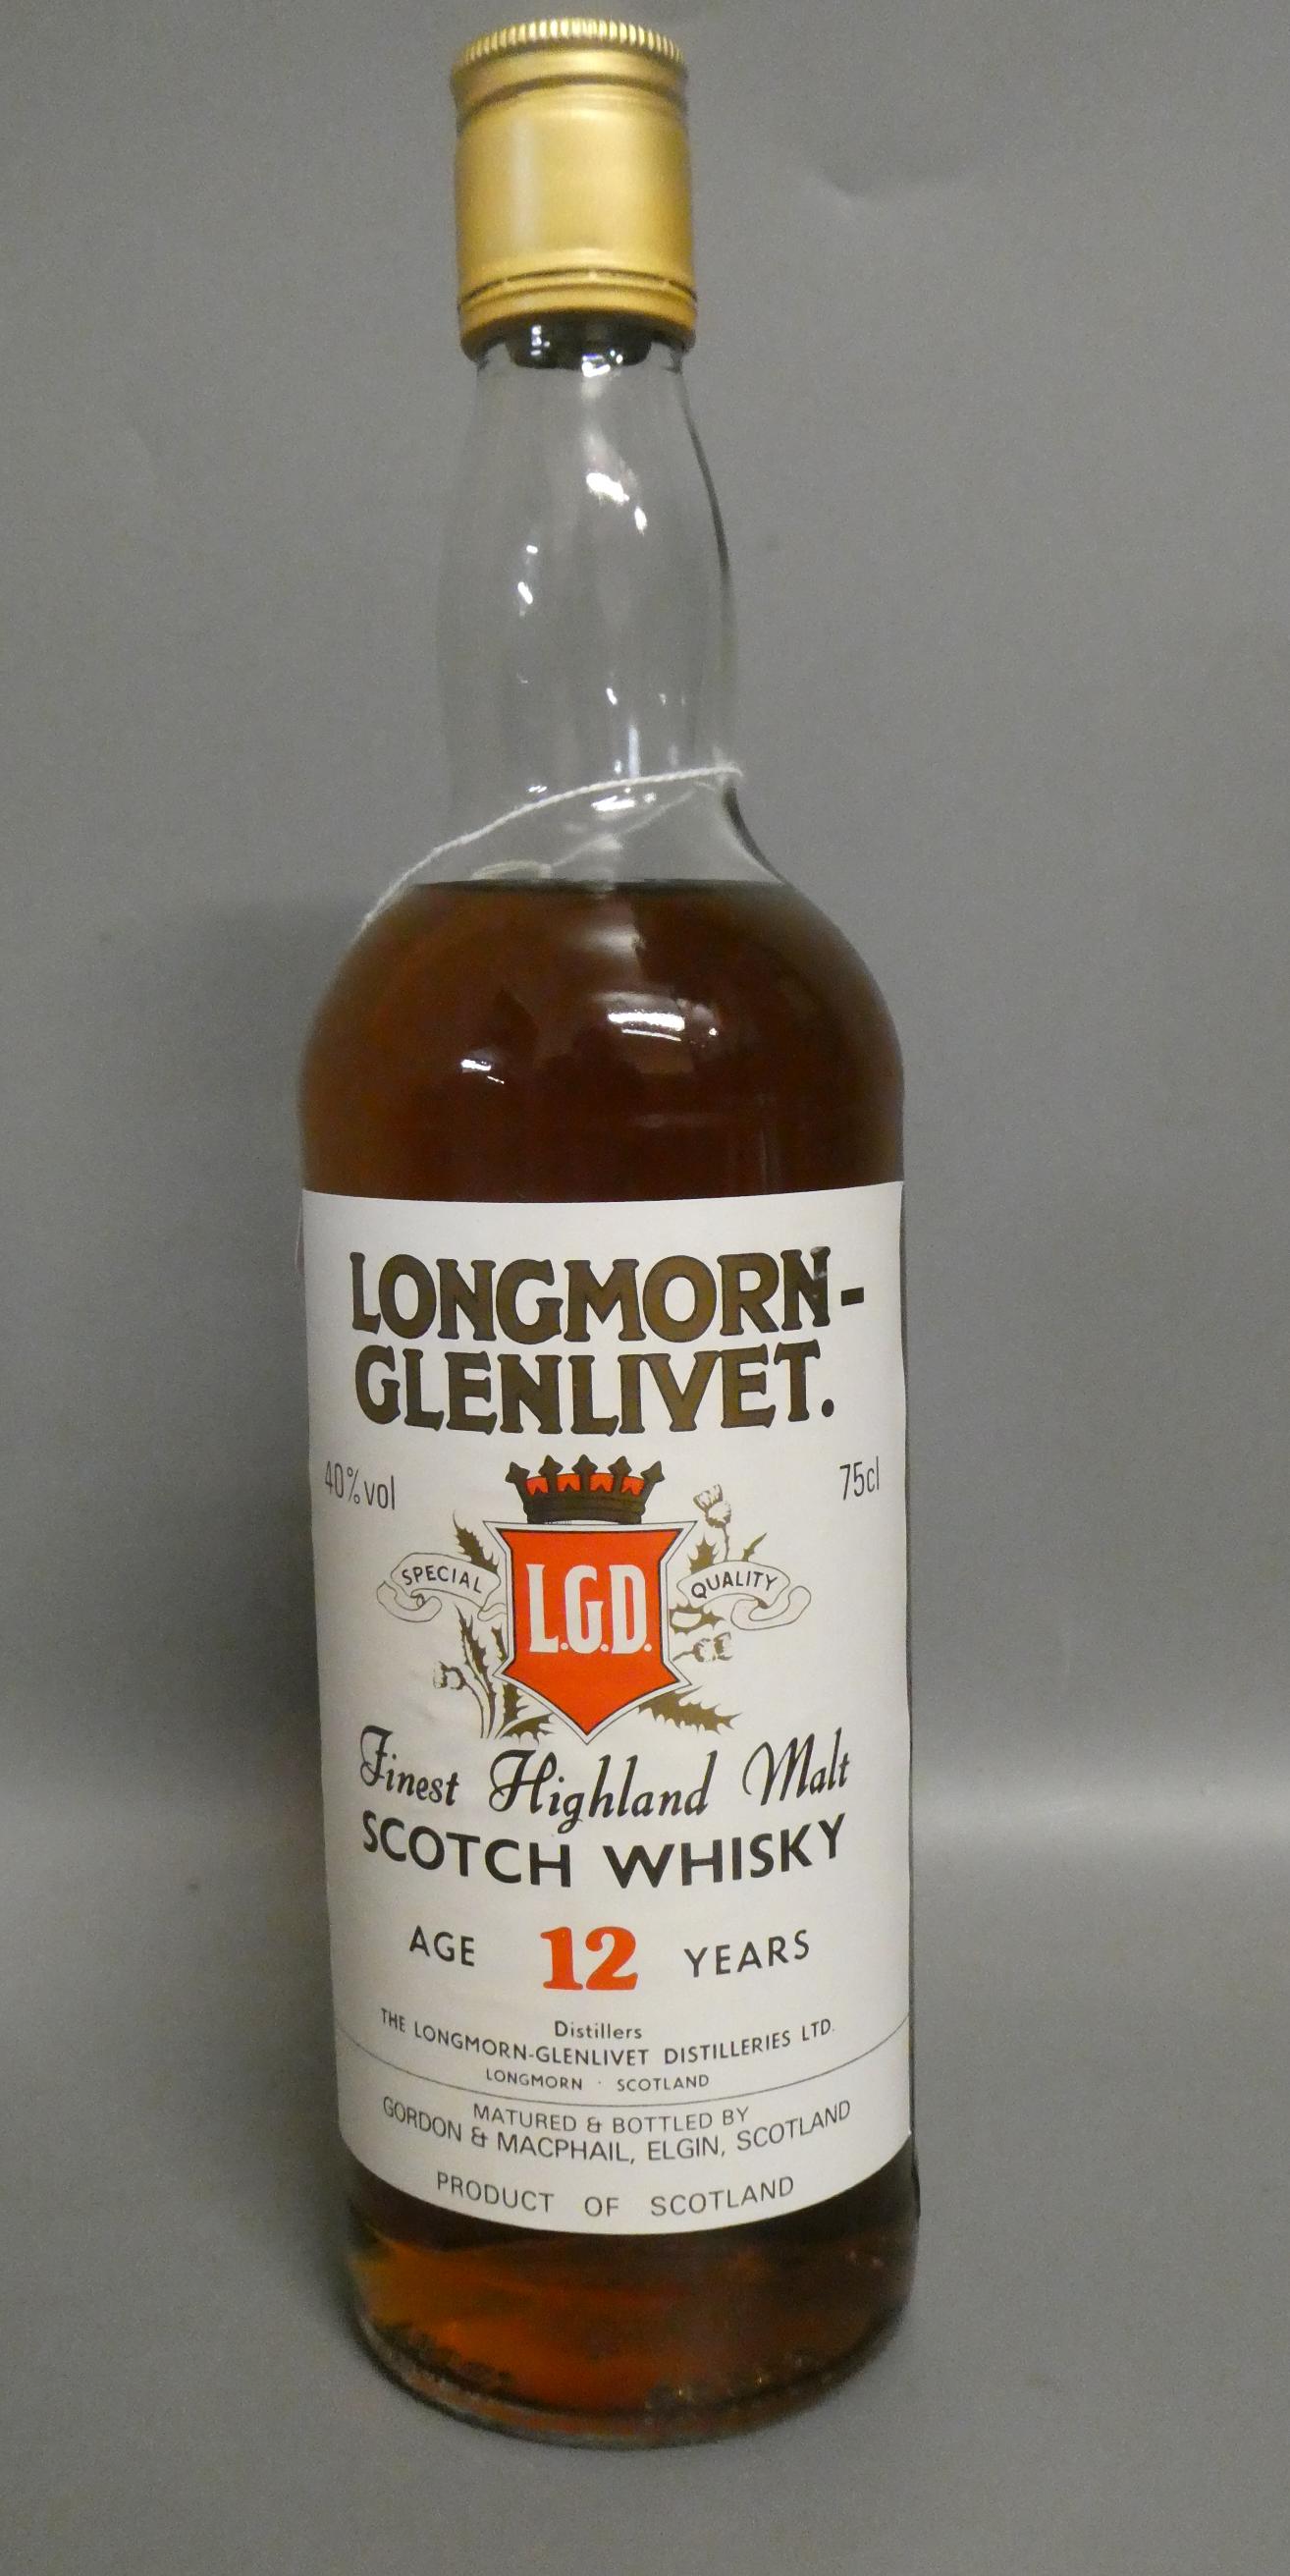 LONGMORN-
GLENLIVET.
40%vol 75cl
SPECIAL L.G.D. QUALITY
Finest Highland Malt
SCOTCH WHISKY
AGE 12 YEARS
Distillers
THE LONGMORN-GLENLIVET DISTILLERIES LTD.
LONGMORN · SCOTLAND
MATURED & BOTTLED BY
GORDON & MACPHAIL, ELGIN, SCOTLAND
PRODUCT OF SCOTLAND